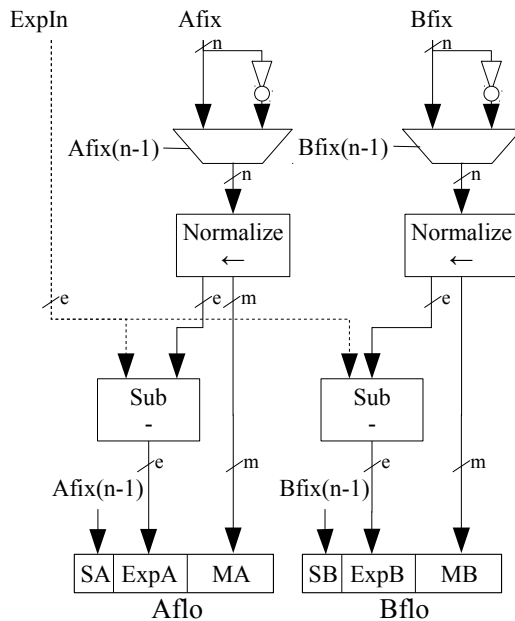 ExpIn Afix Bfix
n n
Afix(n-1) Bfix(n-1)
n n
Normalize Normalize
← ←
e e m e
Sub Sub
- -
e m e m
Afix(n-1) Bfix(n-1)
SA ExpA MA SB ExpB MB
Aflo Bflo